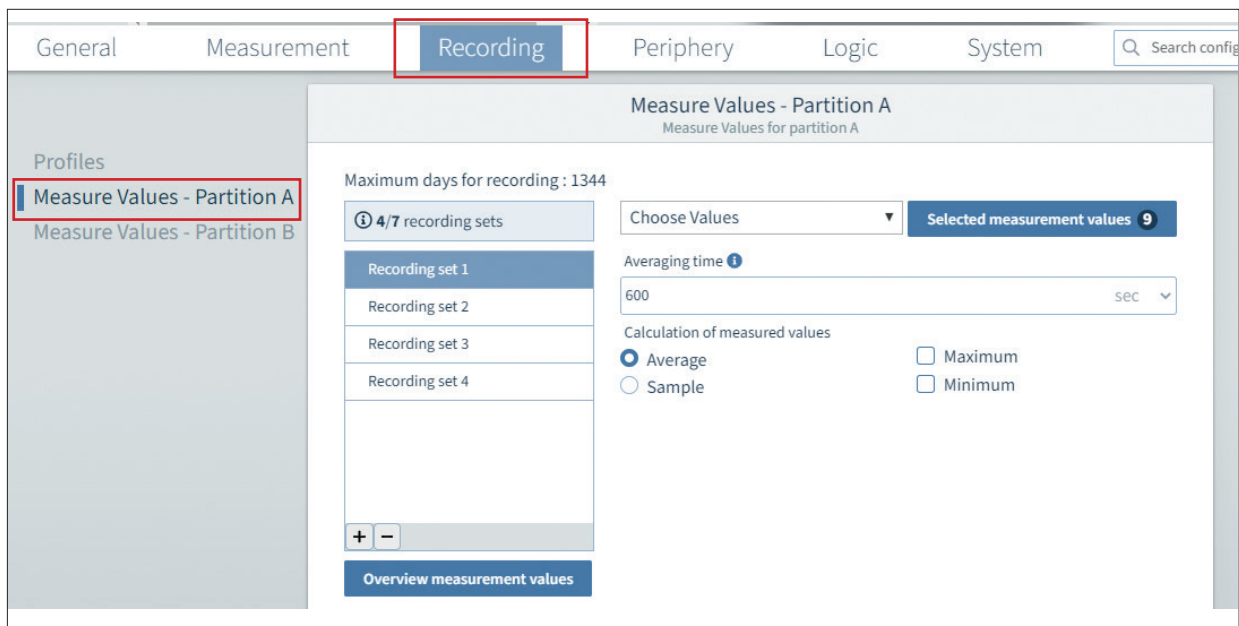 General Measurement Recording Periphery Logic System Search config
Measure Values - Partition A
Measure Values for partition A
Profiles
Measure Values - Partition A
Measure Values - Partition B
Maximum days for recording : 1344
4/7 recording sets
Recording set 1
Recording set 2
Recording set 3
Recording set 4
+ −
Overview measurement values
Choose Values ▼ Selected measurement values 9
Averaging time
600 sec
Calculation of measured values
Average Maximum
Sample Minimum